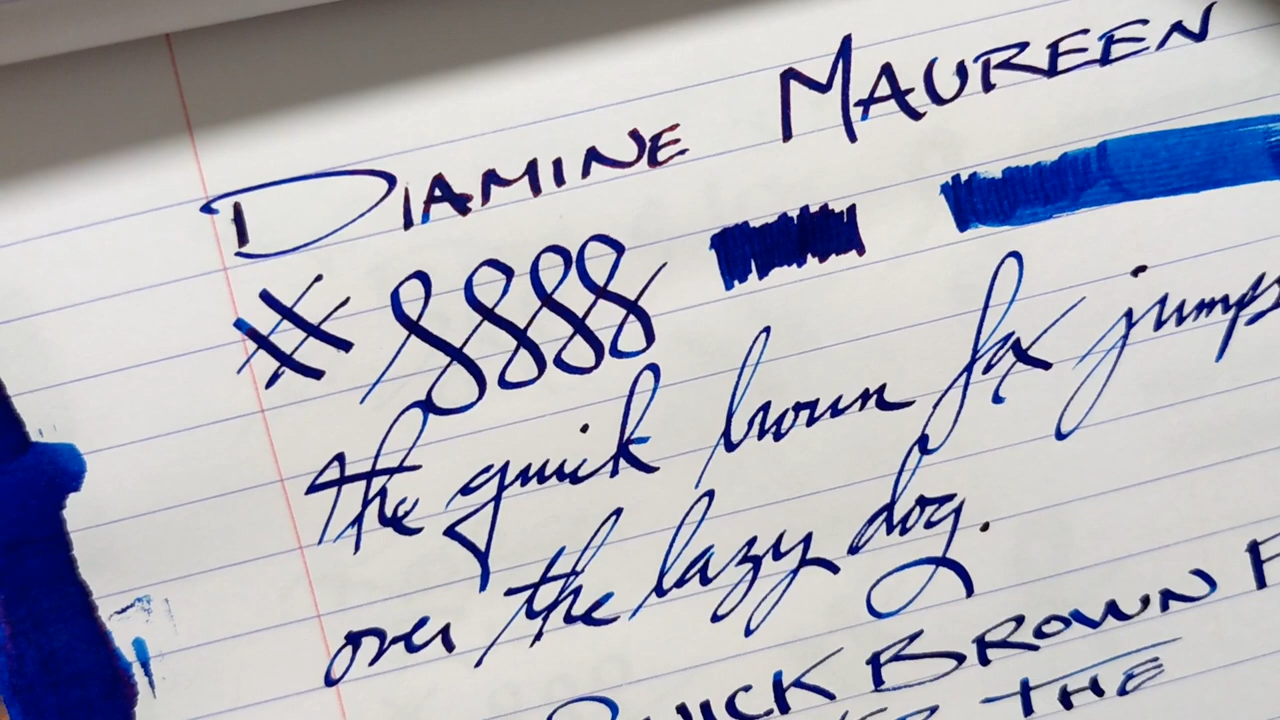 DIAMINE MAUREEN
# 8888
the quick brown fox jumps
over the lazy dog.
QUICK BROWN F
THE